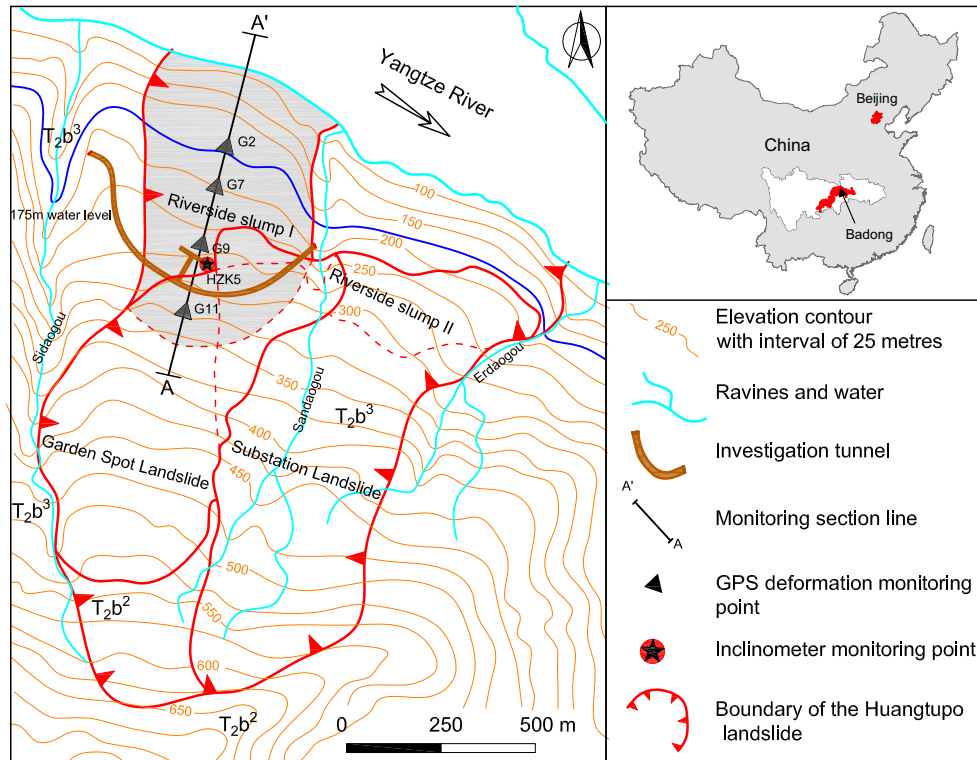 A'
Yangtze River
G2
T₂b³
G7
100
150
175m water level
Riverside slump I
200
G9
HZK5
250
Riverside slump II
G11
300
Sidaogou
Erdaogou
A
350
Sandaogou
T₂b³
400
Garden Spot Landslide
Substation Landslide
450
T₂b³
500
T₂b²
550
600
650
T₂b²
0 250 500 m
Beijing
China
Badong
250
Elevation contour
with interval of 25 metres
Ravines and water
Investigation tunnel
A'
A
Monitoring section line
GPS deformation monitoring
point
Inclinometer monitoring point
Boundary of the Huangtupo
landslide